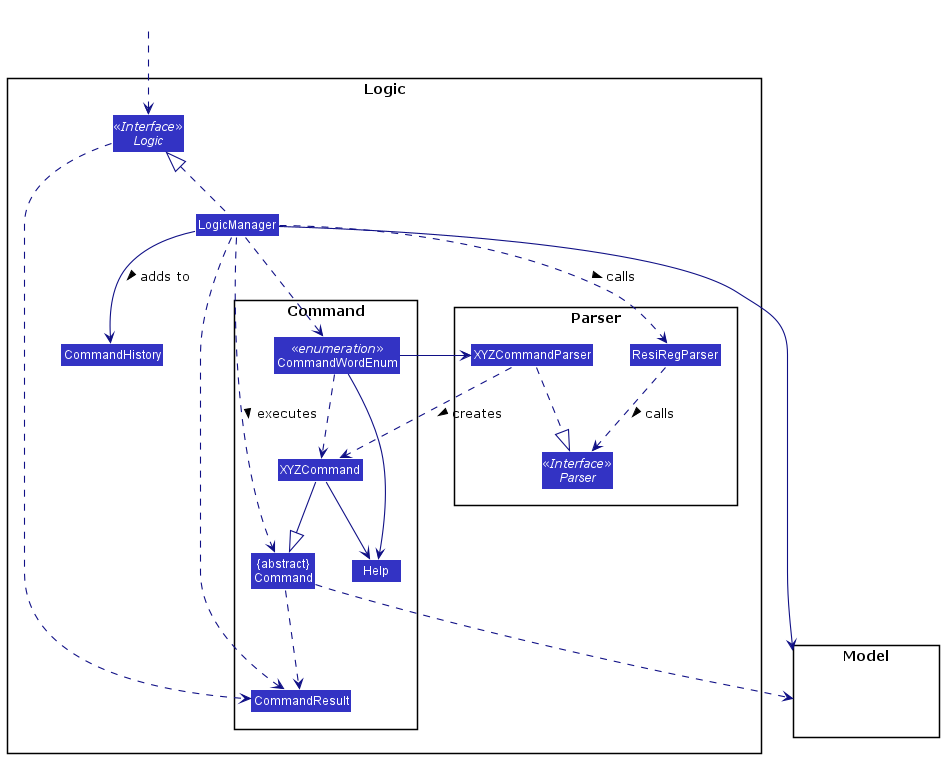 Logic
«Interface»
Logic
LogicManager
adds to
calls
Command
Parser
«enumeration»
CommandWordEnum
CommandHistory
XYZCommandParser
ResiRegParser
executes
creates
calls
XYZCommand
«Interface»
Parser
{abstract}
Command
Help
Model
CommandResult